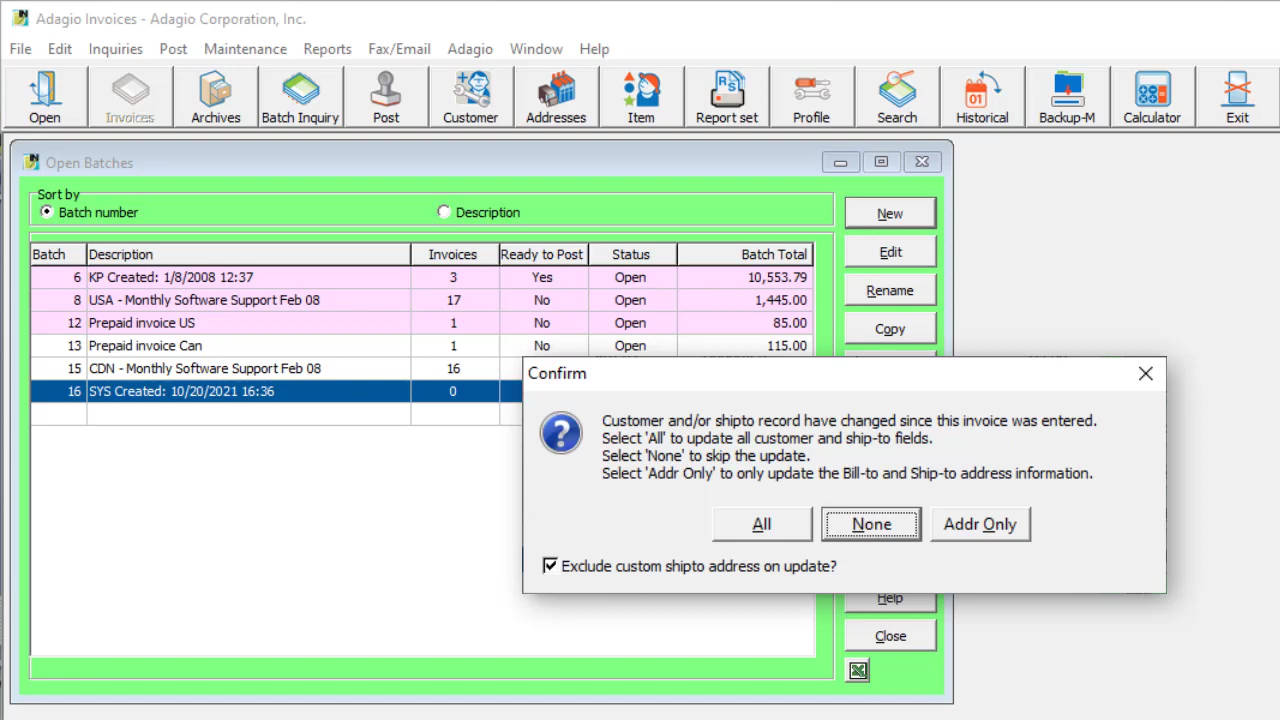 Adagio Invoices - Adagio Corporation, Inc.
File Edit Inquiries Post Maintenance Reports Fax/Email Adagio Window Help
Open Invoices Archives Batch Inquiry Post Customer Addresses Item Report set Profile Search Historical Backup-M Calculator Exit
Open Batches
Sort by
Batch number Description
New
Edit
Rename
Copy
Batch Description Invoices Ready to Post Status Batch Total
6 KP Created: 1/8/2008 12:37 3 Yes Open 10,553.79
8 USA - Monthly Software Support Feb 08 17 No Open 1,445.00
12 Prepaid invoice US 1 No Open 85.00
13 Prepaid invoice Can 1 No Open 115.00
15 CDN - Monthly Software Support Feb 08 16
16 SYS Created: 10/20/2021 16:36 0
Confirm
Customer and/or shipto record have changed since this invoice was entered.
Select 'All' to update all customer and ship-to fields.
Select 'None' to skip the update.
Select 'Addr Only' to only update the Bill-to and Ship-to address information.
All None Addr Only
Exclude custom shipto address on update?
Help
Close